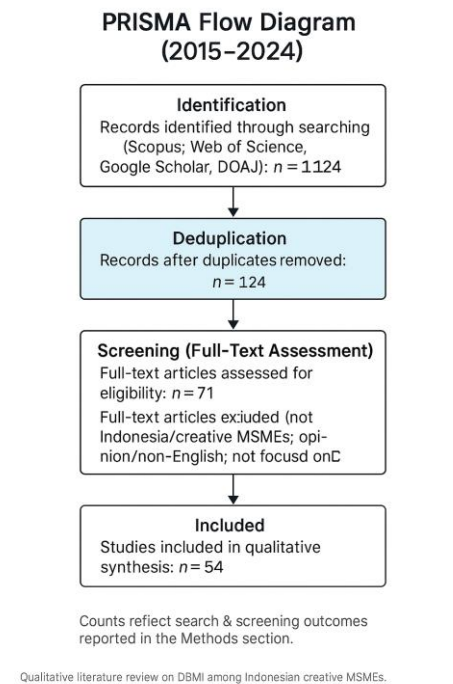 PRISMA Flow Diagram
(2015–2024)
Identification
Records identified through searching
(Scopus; Web of Science,
Google Scholar, DOAJ): n = 1124
Deduplication
Records after duplicates removed:
n = 124
Screening (Full-Text Assessment)
Full-text articles assessed for
eligibility: n = 71
Full-text articles ex:iuded (not
Indonesia/creative MSMEs; opi-
nion/non-English; not focusd on
Included
Studies included in qualitative
synthesis: n = 54
Counts reflect search & screening outcomes
reported in the Methods section.
Qualitative literature review on DBMI among Indonesian creative MSMEs.